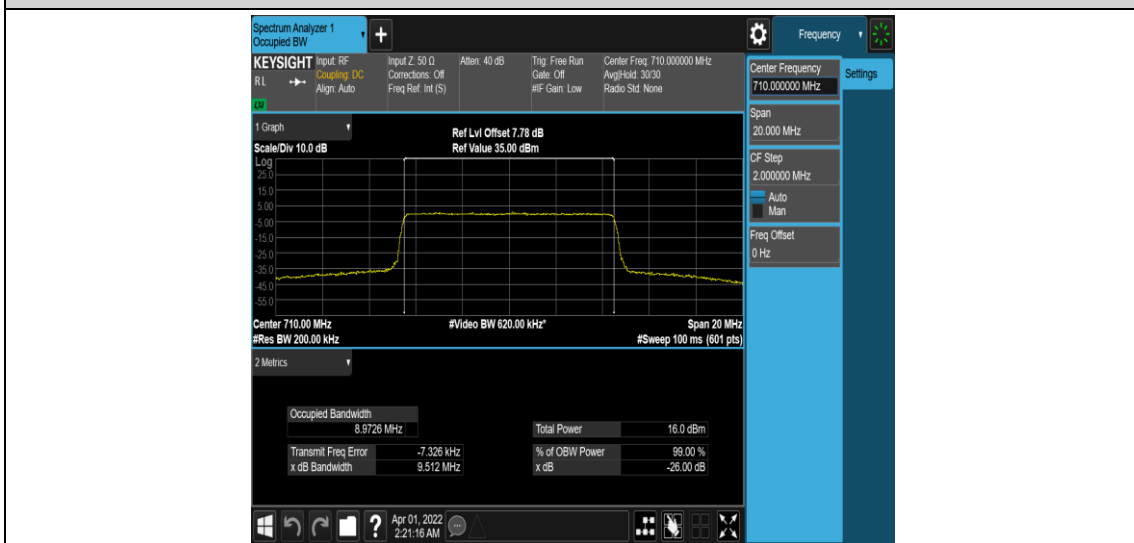 Spectrum Analyzer 1
Occupied BW
+
Frequency
KEYSIGHT
RL
LXI
Input: RF
Coupling: DC
Align: Auto
Input Z: 50 Ω
Corrections: Off
Freq Ref: Int (S)
Atten: 40 dB
Trig: Free Run
Gate: Off
#IF Gain: Low
Center Freq: 710.000000 MHz
Avg|Hold: 30/30
Radio Std: None
Center Frequency
710.000000 MHz
Settings
Span
20.000 MHz
CF Step
2.000000 MHz
Auto
Man
Freq Offset
0 Hz
1 Graph
Ref Lvl Offset 7.78 dB
Scale/Div 10.0 dB
Ref Value 35.00 dBm
Log
25.0
15.0
5.00
-5.00
-15.0
-25.0
-35.0
-45.0
-55.0
Center 710.00 MHz
#Video BW 620.00 kHz*
Span 20 MHz
#Res BW 200.00 kHz
#Sweep 100 ms (601 pts)
2 Metrics
Occupied Bandwidth
8.9726 MHz
Total Power 16.0 dBm
Transmit Freq Error -7.326 kHz
% of OBW Power 99.00 %
x dB Bandwidth 9.512 MHz
x dB -26.00 dB
?
Apr 01, 2022
2:21:16 AM